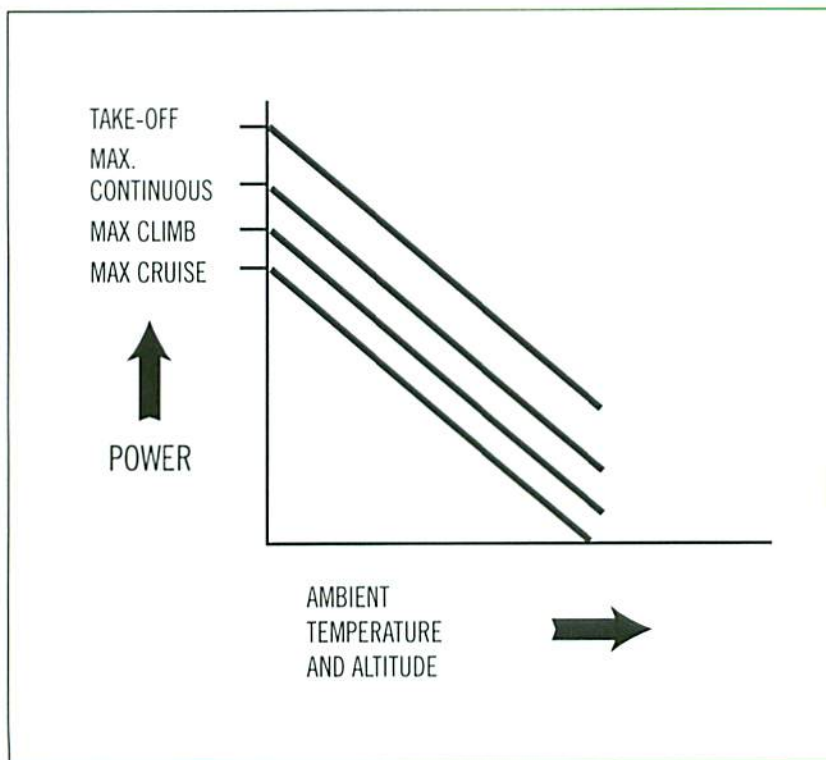 TAKE-OFF
MAX.
CONTINUOUS
MAX CLIMB
MAX CRUISE
POWER
AMBIENT
TEMPERATURE
AND ALTITUDE